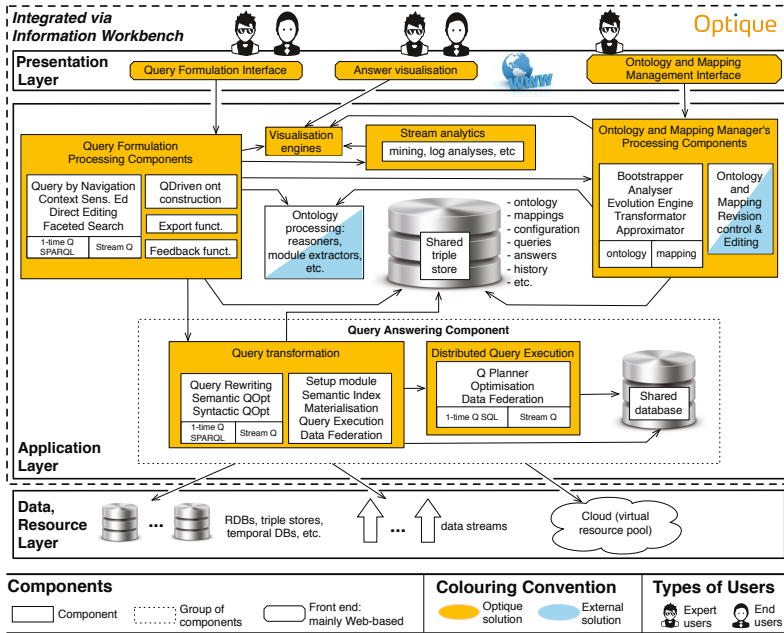 Integrated via
Information Workbench
Optique
Presentation
Layer
Query Formulation Interface
Answer visualisation
WWW
Ontology and Mapping
Management Interface
Query Formulation
Processing Components
Query by Navigation
Context Sens. Ed
Direct Editing
Faceted Search
1-time Q
SPARQL
Stream Q
QDriven ont
construction
Export funct.
Feedback funct.
Visualisation
engines
Stream analytics
mining, log analyses, etc
Ontology
processing:
reasoners,
module extractors,
etc.
Shared
triple
store
- ontology
- mappings
- configuration
- queries
- answers
- history
- etc.
Ontology and Mapping Manager's
Processing Components
Bootstrapper
Analyser
Evolution Engine
Transformator
Approximator
ontology
mapping
Ontology
and
Mapping
Revision
control &
Editing
Query Answering Component
Query transformation
Query Rewriting
Semantic QOpt
Syntactic QOpt
1-time Q
SPARQL
Stream Q
Setup module
Semantic Index
Materialisation
Query Execution
Data Federation
Distributed Query Execution
Q Planner
Optimisation
Data Federation
1-time Q SQL
Stream Q
Shared
database
Application
Layer
Data,
Resource
Layer
...
RDBs, triple stores,
temporal DBs, etc.
...
data streams
Cloud (virtual
resource pool)
Components
Component
Group of
components
Front end:
mainly Web-based
Colouring Convention
Optique
solution
External
solution
Types of Users
Expert
users
End
users